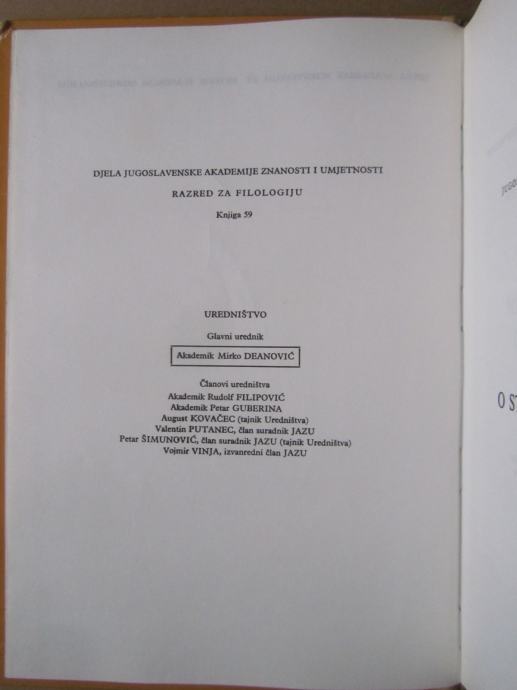 DJELA JUGOSLAVENSKE AKADEMIJE ZNANOSTI I UMJETNOSTI
RAZRED ZA FILOLOGIJU
Knjiga 59
UREDNIŠTVO
Glavni urednik
Akademik Mirko DEANOVIĆ
Članovi uredništva
Akademik Rudolf FILIPOVIĆ
Akademik Petar GUBERINA
August KOVAČEC (tajnik Uredništva)
Valentin PUTANEC, član suradnik JAZU
Petar ŠIMUNOVIĆ, član suradnik JAZU (tajnik Uredništva)
Vojmir VINJA, izvanredni član JAZU
O